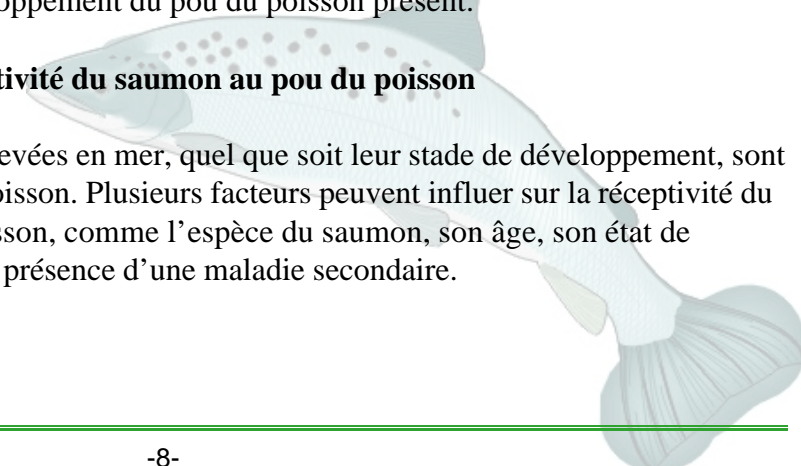 oppement du pou du poisson présent.
tivité du saumon au pou du poisson
evées en mer, quel que soit leur stade de développement, sont
oisson. Plusieurs facteurs peuvent influer sur la réceptivité du
sson, comme l’espèce du saumon, son âge, son état de
présence d’une maladie secondaire.
-8-